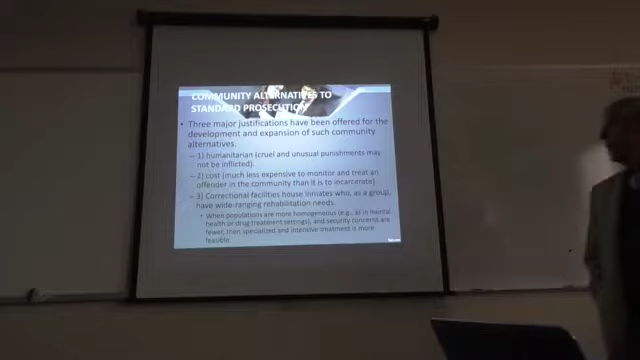 COMMUNITY ALTERNATIVES TO
STANDARD PROSECUTION
• Three major justifications have been offered for the
development and expansion of such community
alternatives.
– 1) humanitarian (cruel and unusual punishments may
not be inflicted).
– 2) cost (much less expensive to monitor and treat an
offender in the community than it is to incarcerate)
– 3) Correctional facilities house inmates who, as a group,
have wide-ranging rehabilitation needs.
• When populations are more homogeneous (e.g., as in mental
health or drug treatment settings), and security concerns are
fewer, then specialized and intensive treatment is more
feasible.